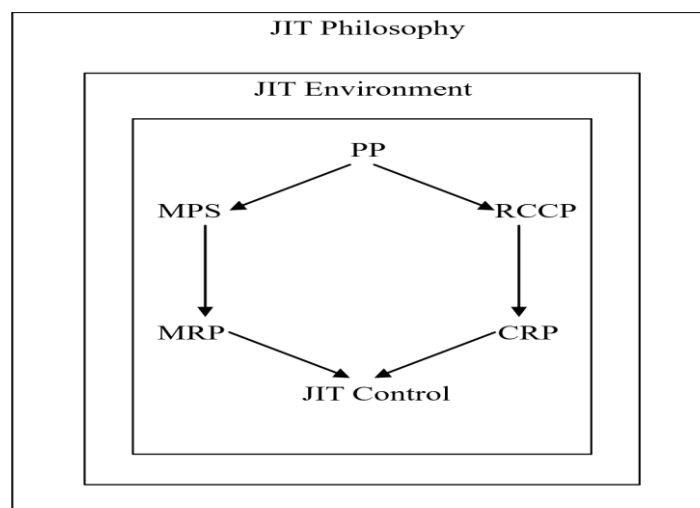 JIT Philosophy
JIT Environment
PP
MPS
RCCP
MRP
CRP
JIT Control